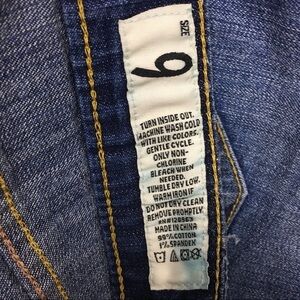 SIZE
9
TURN INSIDE OUT.
MACHINE WASH COLD
WITH LIKE COLORS.
GENTLE CYCLE.
ONLY NON-
CHLORINE
BLEACH WHEN
NEEDED.
TUMBLE DRY LOW.
WARM IRON IF
DO NOT DRY CLEAN
REMOVE PROMPTLY
MADE IN CHINA
99% COTTON
1% SPANDEX